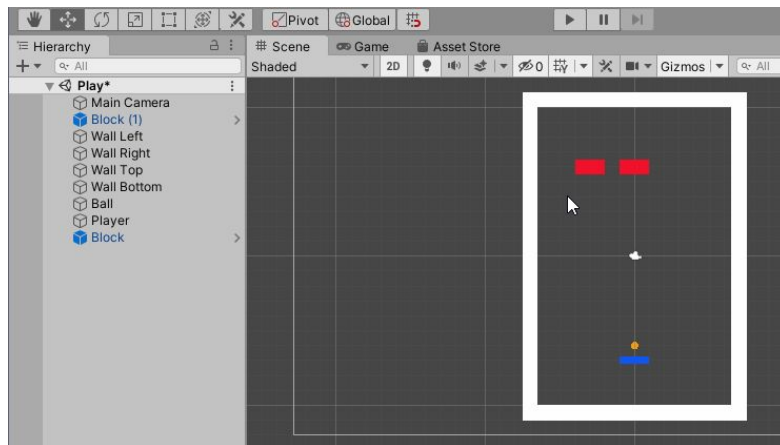 Pivot Global
Hierarchy
# Scene Game Asset Store
All
Shaded 2D 0 Gizmos All
Play*
Main Camera
Block (1)
Wall Left
Wall Right
Wall Top
Wall Bottom
Ball
Player
Block